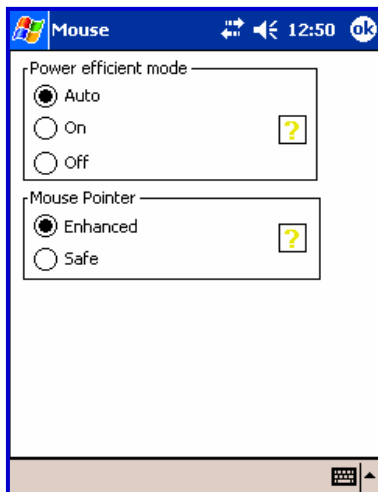 Mouse 12:50 ok
Power efficient mode
Auto
On
?
Off
Mouse Pointer
Enhanced
?
Safe